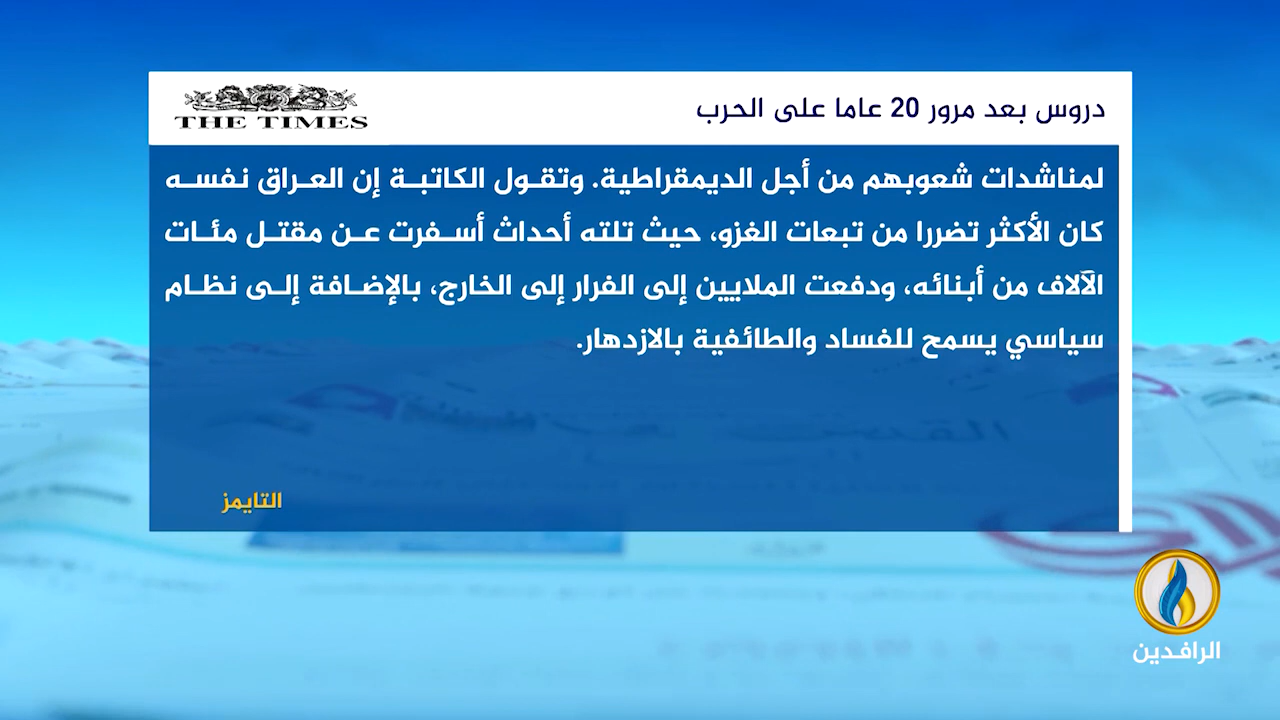 THE TIMES
دروس بعد مرور 20 عاما على الحرب
لمناشدات شعوبهم من أجل الديمقراطية. وتقول الكاتبة إن العراق نفسه
كان الأكثر تضررا من تبعات الغزو، حيث تلته أحداث أسفرت عن مقتل مئات
الآلاف من أبنائه، ودفعت الملايين إلى الفرار إلى الخارج، بالإضافة إلى نظام
سياسي يسمح للفساد والطائفية بالازدهار.
التايمز
الرافدين